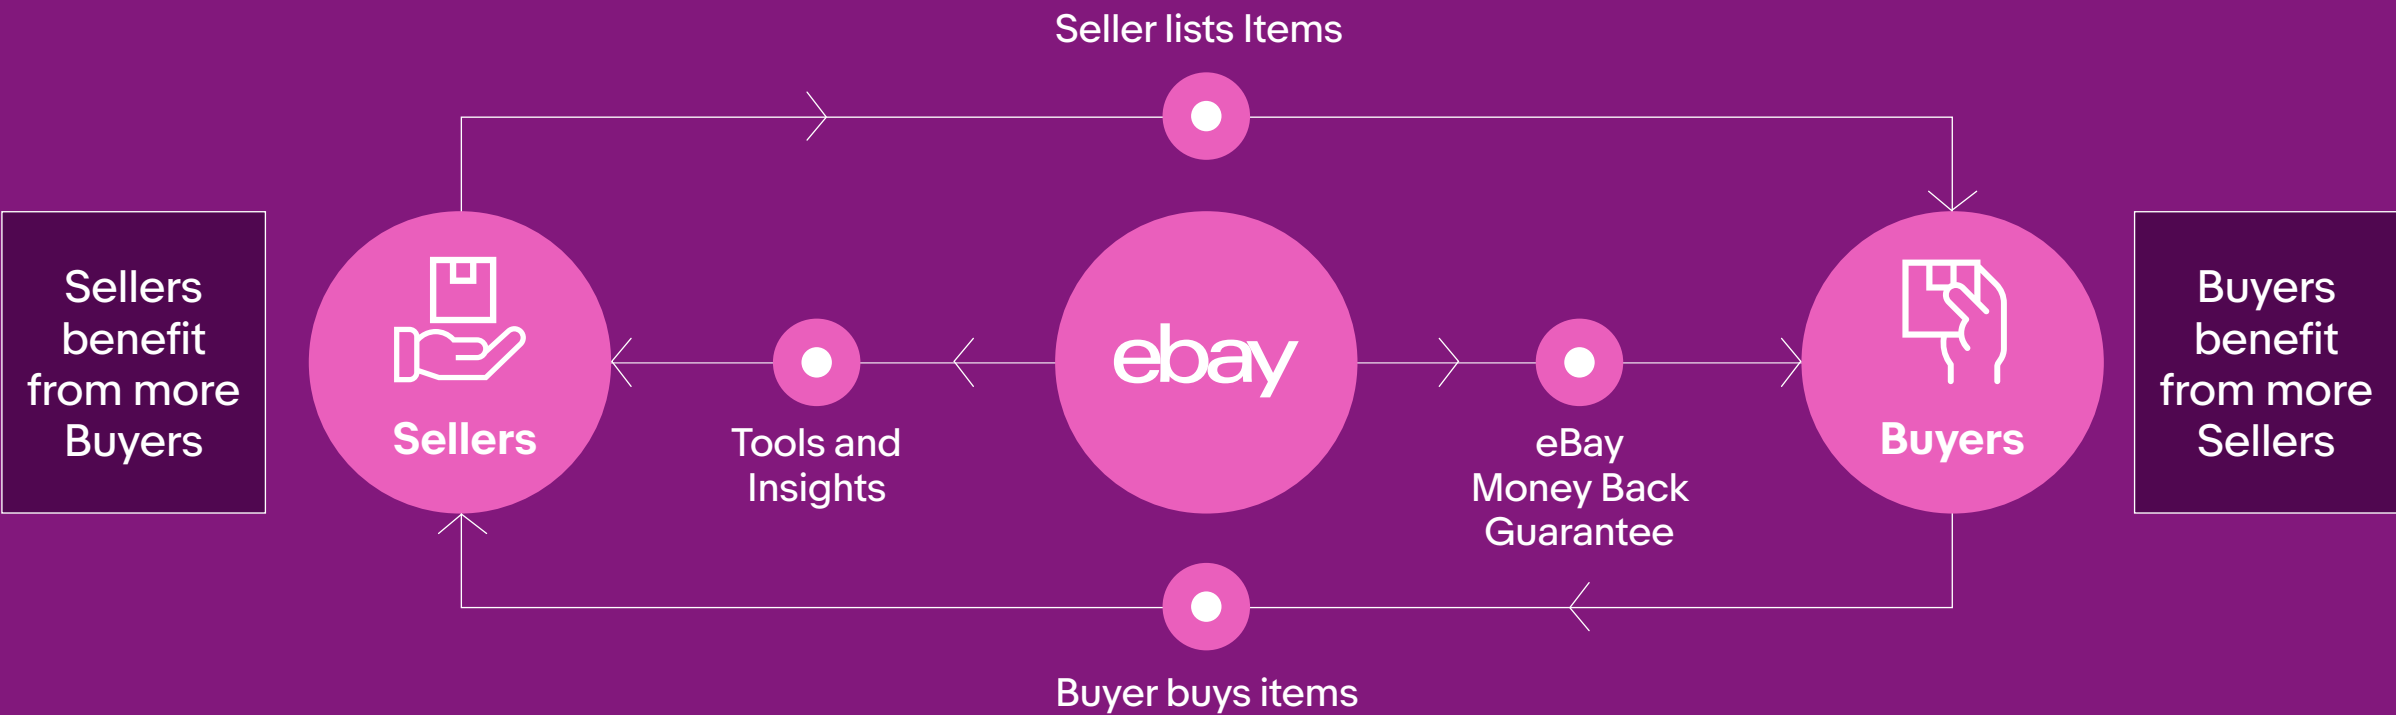 Seller lists Items
Sellers
benefit
from more
Buyers
Sellers
Tools and
Insights
ebay
eBay
Money Back
Guarantee
Buyers
Buyers
benefit
from more
Sellers
Buyer buys items